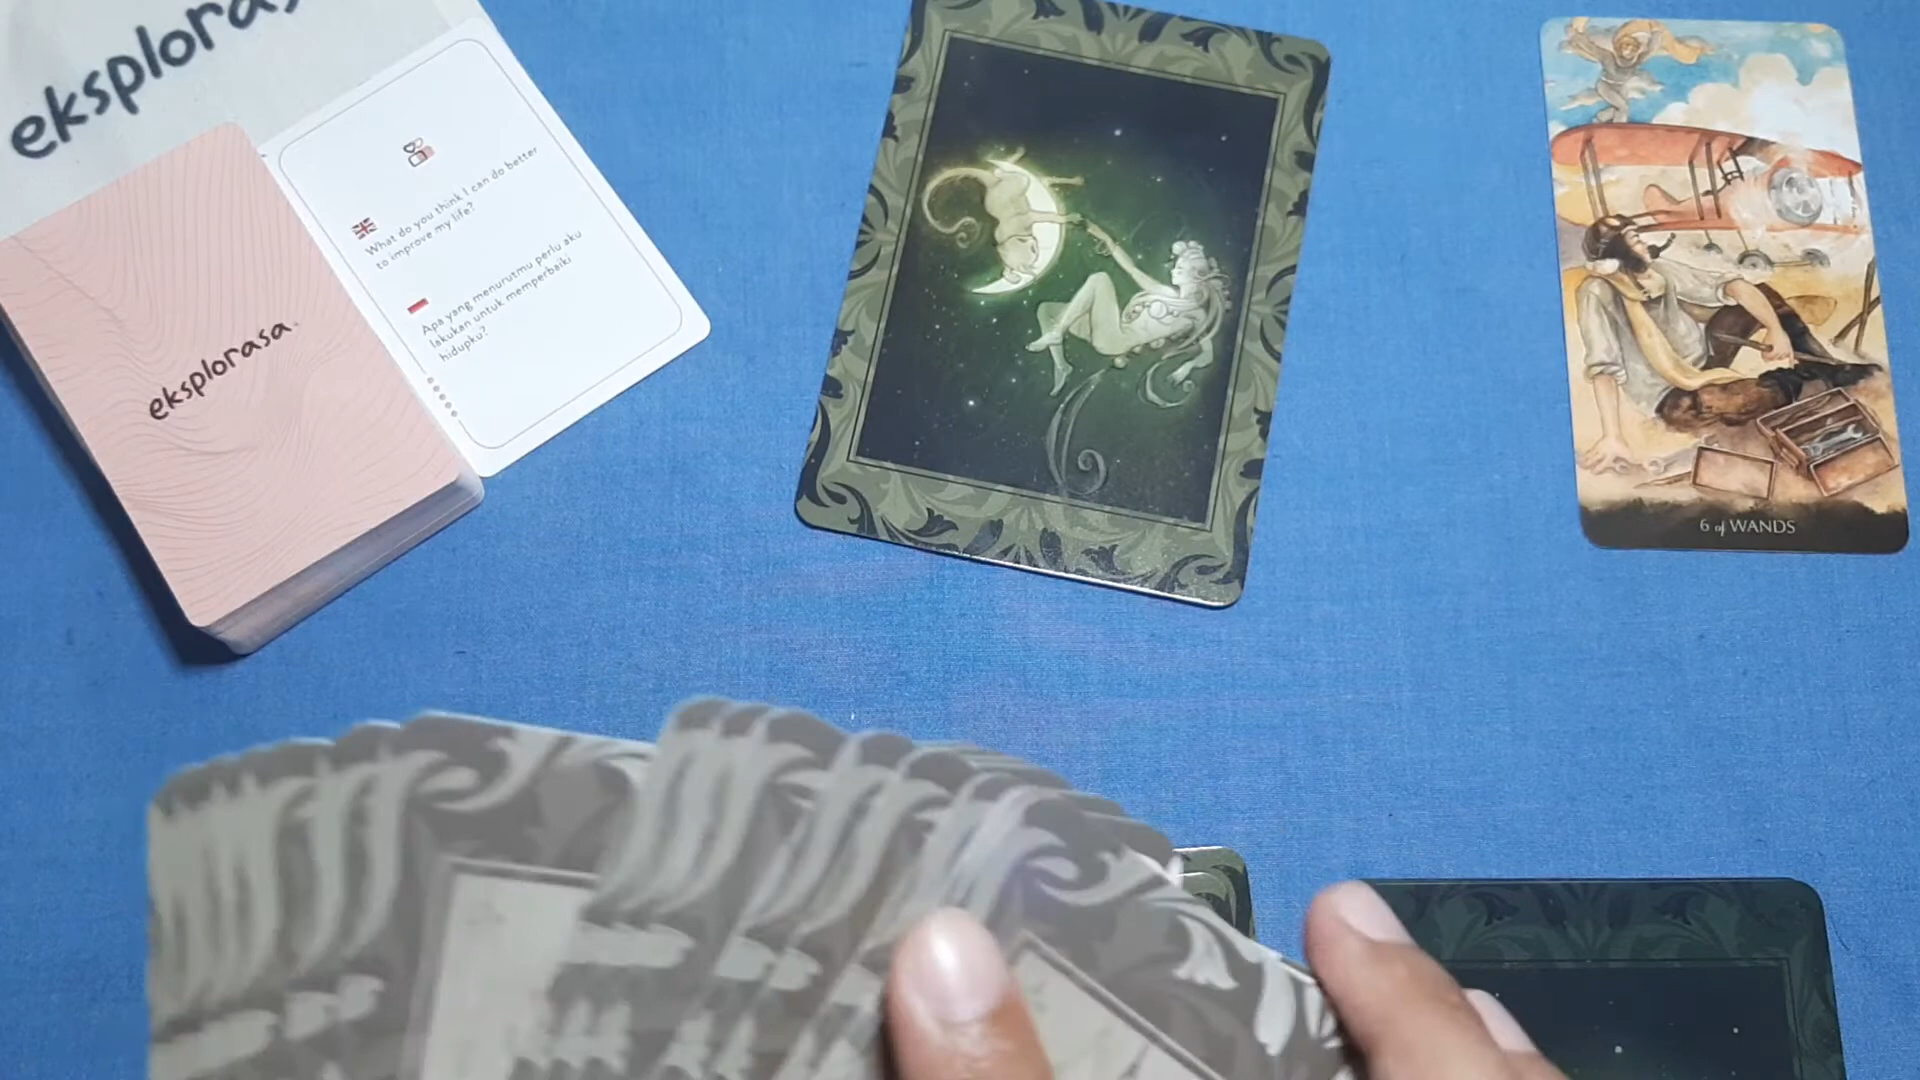 eksploras
eksplorasa.
What do you think I can do better
to improve my life?
Apa yang menurutmu perlu aku
lakukan untuk memperbaiki
hidupku?
6 of WANDS